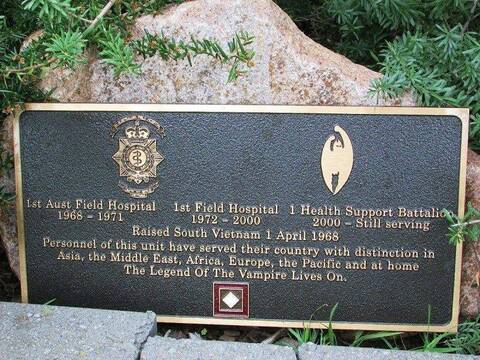 1st Aust Field Hospital 1st Field Hospital 1 Health Support Battalion
1968 - 1971 1972 - 2000 2000 - Still serving
Raised South Vietnam 1 April 1968
Personnel of this unit have served their country with distinction in
Asia, the Middle East, Africa, Europe, the Pacific and at home
The Legend Of The Vampire Lives On.